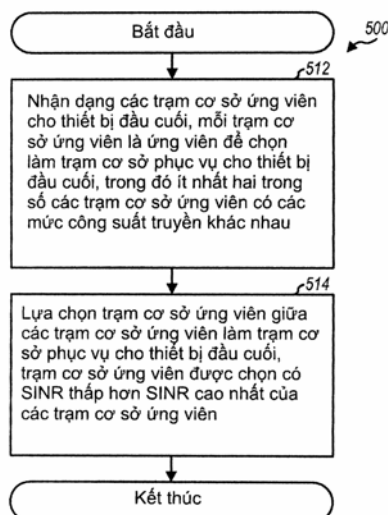 Bắt đầu
500
512
Nhận dạng các trạm cơ sở ứng viên
cho thiết bị đầu cuối, mỗi trạm cơ
sở ứng viên là ứng viên để chọn
làm trạm cơ sở phục vụ cho thiết bị
đầu cuối, trong đó ít nhất hai trong
số các trạm cơ sở ứng viên có các
mức công suất truyền khác nhau
514
Lựa chọn trạm cơ sở ứng viên giữa
các trạm cơ sở ứng viên làm trạm cơ
sở phục vụ cho thiết bị đầu cuối,
trạm cơ sở ứng viên được chọn có
SINR thấp hơn SINR cao nhất của
các trạm cơ sở ứng viên
Kết thúc